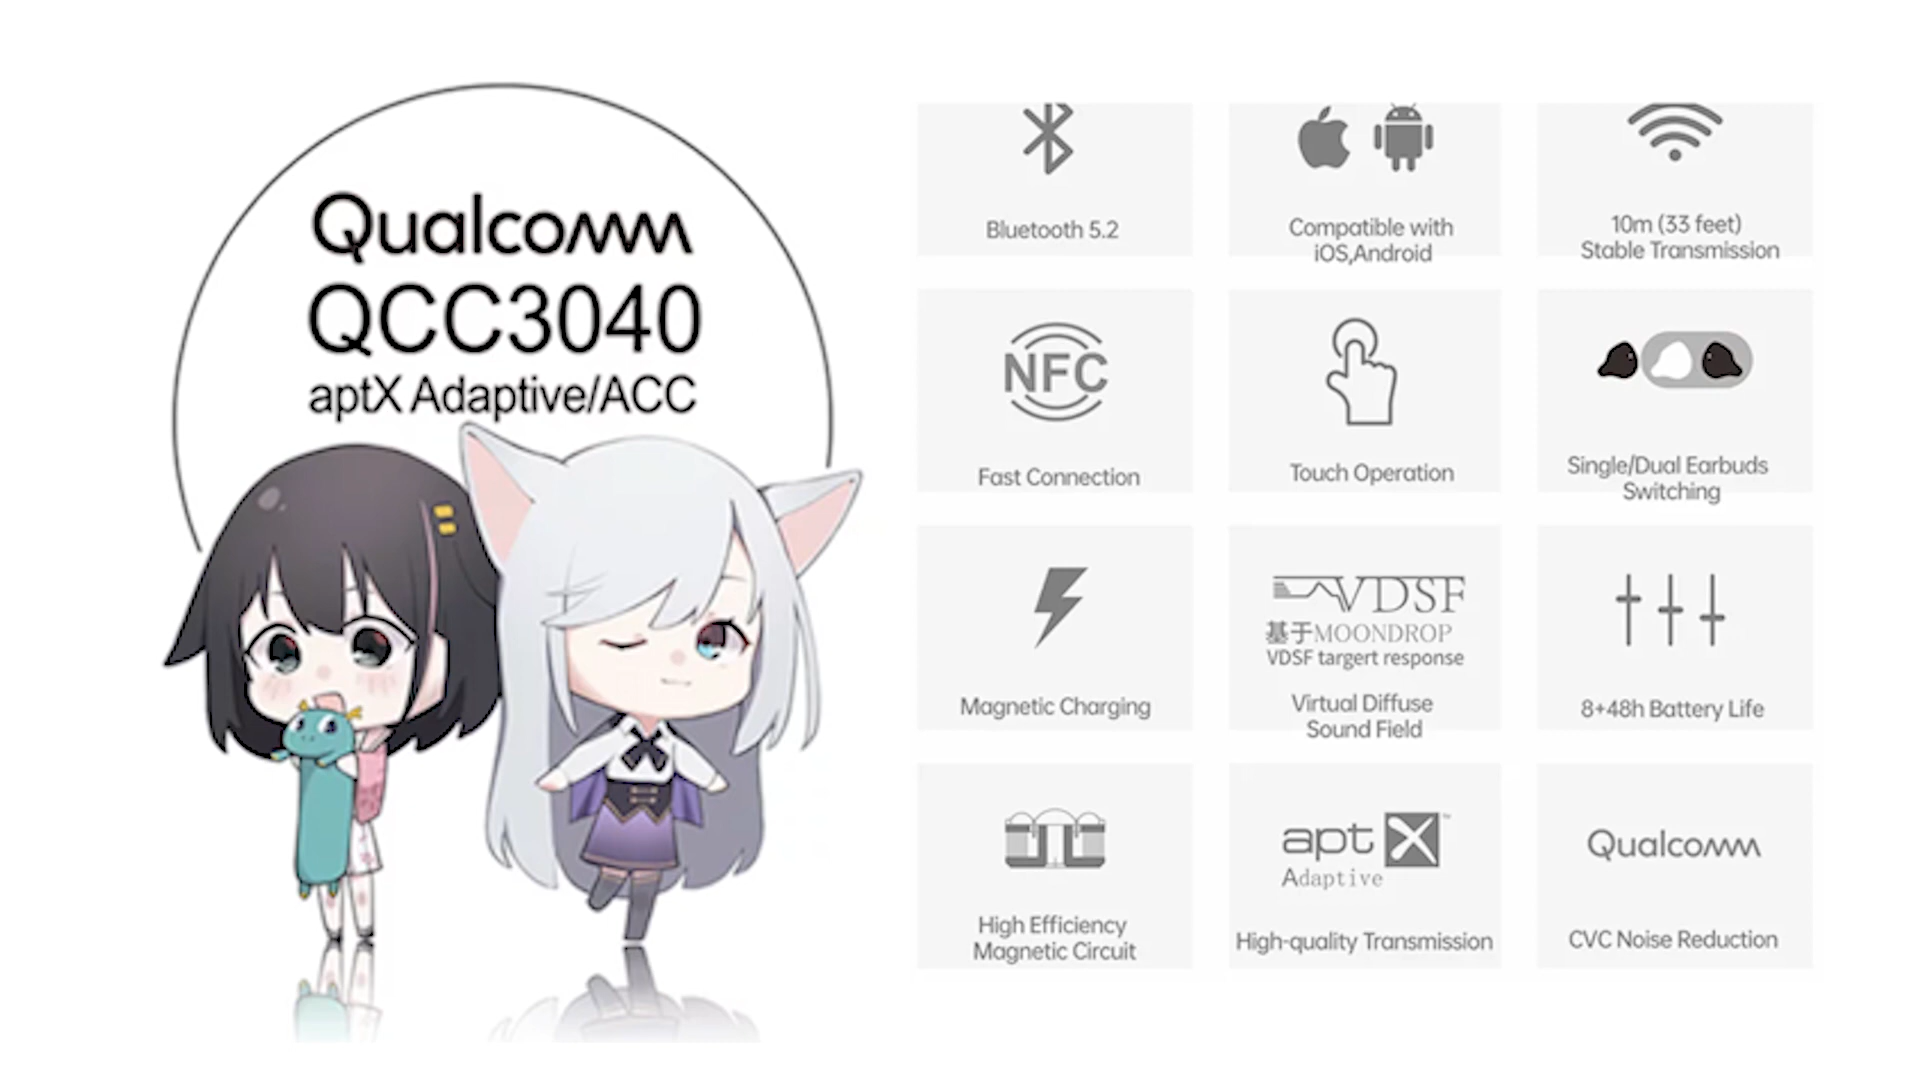 Qualcomm
QCC3040
aptX Adaptive/ACC
Bluetooth 5.2
Compatible with
iOS,Android
10m (33 feet)
Stable Transmission
NFC
Fast Connection
Touch Operation
Single/Dual Earbuds
Switching
Magnetic Charging
VDSF
基于MOONDROP
VDSF targert response
Virtual Diffuse
Sound Field
8+48h Battery Life
High Efficiency
Magnetic Circuit
aptX™
Adaptive
High-quality Transmission
Qualcomm
CVC Noise Reduction